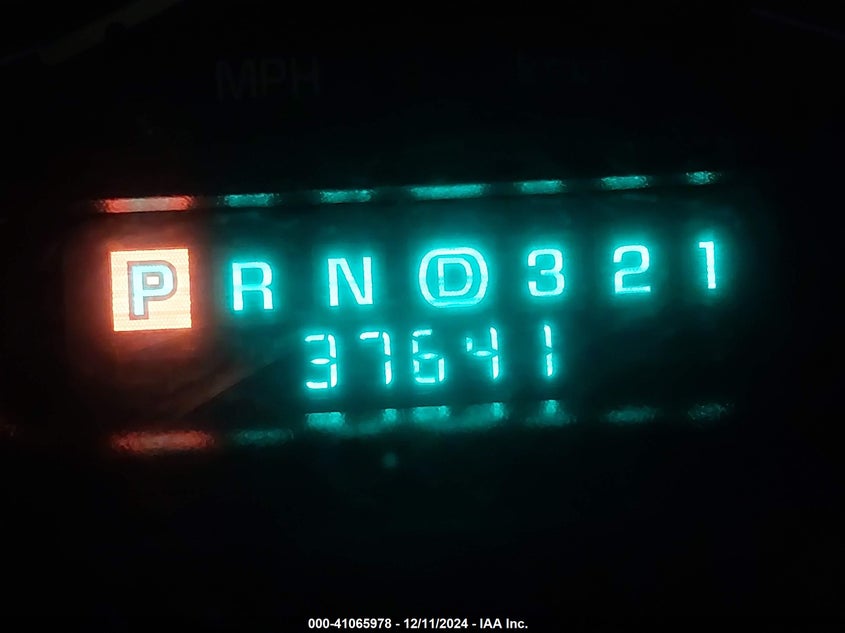 MPH
P R N D 3 2 1
37641
000-41065978 - 12/11/2024 - IAA Inc.